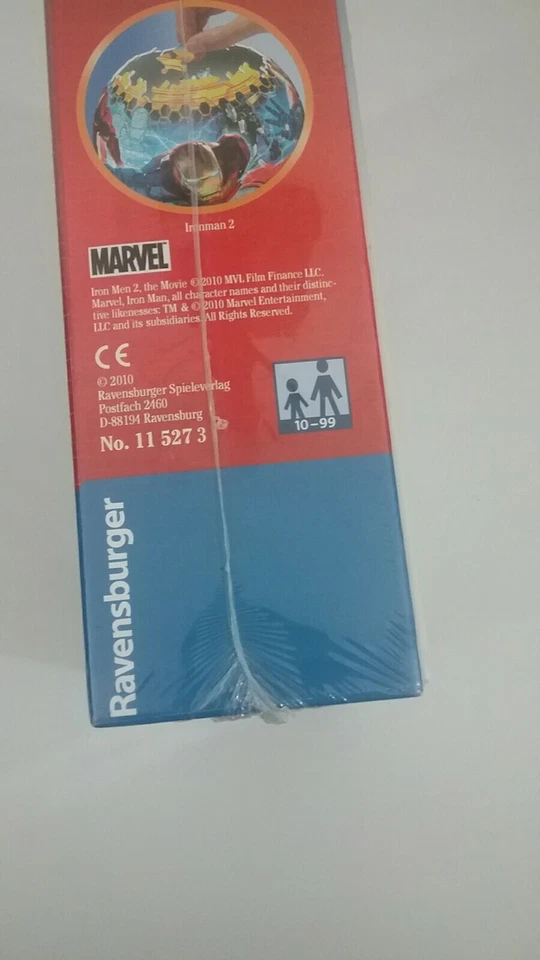 Ironman 2
MARVEL
Iron Men 2, the Movie ©2010 MVL Film Finance LLC.
Marvel, Iron Man, all character names and their distinc-
tive likenesses: TM & © 2010 Marvel Entertainment,
LLC and its subsidiaries. All Rights Reserved.
CE
© 2010
Ravensburger Spieleverlag
Postfach 2460
D-88194 Ravensburg
No. 11 527 3
10–99
Ravensburger